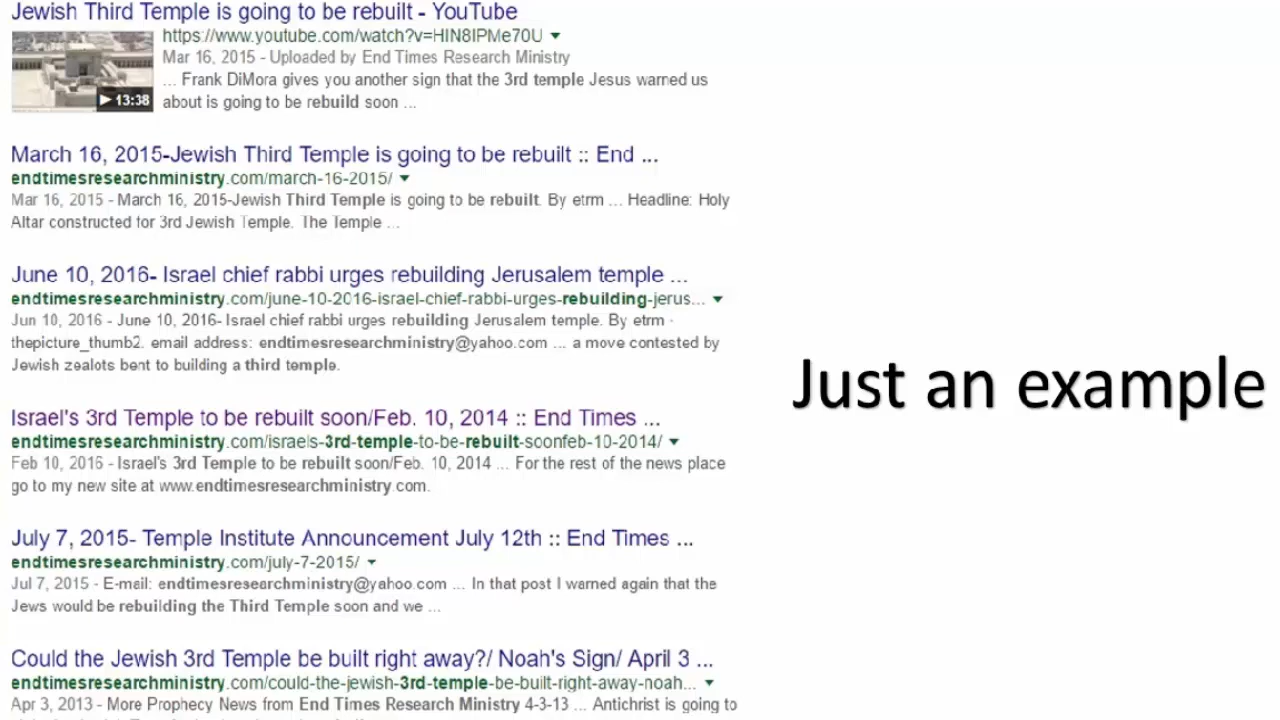 Jewish Third Temple is going to be rebuilt - YouTube
https://www.youtube.com/watch?v=HIN8IPMe70U
Mar 16, 2015 - Uploaded by End Times Research Ministry
... Frank DiMora gives you another sign that the 3rd temple Jesus warned us
about is going to be rebuild soon ...
13:38
March 16, 2015-Jewish Third Temple is going to be rebuilt :: End ...
endtimesresearchministry.com/march-16-2015/
Mar 16, 2015 - March 16, 2015-Jewish Third Temple is going to be rebuilt. By etrm ... Headline: Holy
Altar constructed for 3rd Jewish Temple. The Temple ...
June 10, 2016- Israel chief rabbi urges rebuilding Jerusalem temple ...
endtimesresearchministry.com/june-10-2016-israel-chief-rabbi-urges-rebuilding-jerus...
Jun 10, 2016 - June 10, 2016- Israel chief rabbi urges rebuilding Jerusalem temple. By etrm ·
thepicture_thumb2. email address: endtimesresearchministry@yahoo.com ... a move contested by
Jewish zealots bent to building a third temple.
Just an example
Israel's 3rd Temple to be rebuilt soon/Feb. 10, 2014 :: End Times ...
endtimesresearchministry.com/israels-3rd-temple-to-be-rebuilt-soonfeb-10-2014/
Feb 10, 2016 - Israel's 3rd Temple to be rebuilt soon/Feb. 10, 2014 ... For the rest of the news place
go to my new site at www.endtimesresearchministry.com.
July 7, 2015- Temple Institute Announcement July 12th :: End Times ...
endtimesresearchministry.com/july-7-2015/
Jul 7, 2015 - E-mail: endtimesresearchministry@yahoo.com ... In that post I warned again that the
Jews would be rebuilding the Third Temple soon and we ...
Could the Jewish 3rd Temple be built right away?/ Noah's Sign/ April 3 ...
endtimesresearchministry.com/could-the-jewish-3rd-temple-be-built-right-away-noah...
Apr 3, 2013 - More Prophecy News from End Times Research Ministry 4-3-13 ... Antichrist is going to